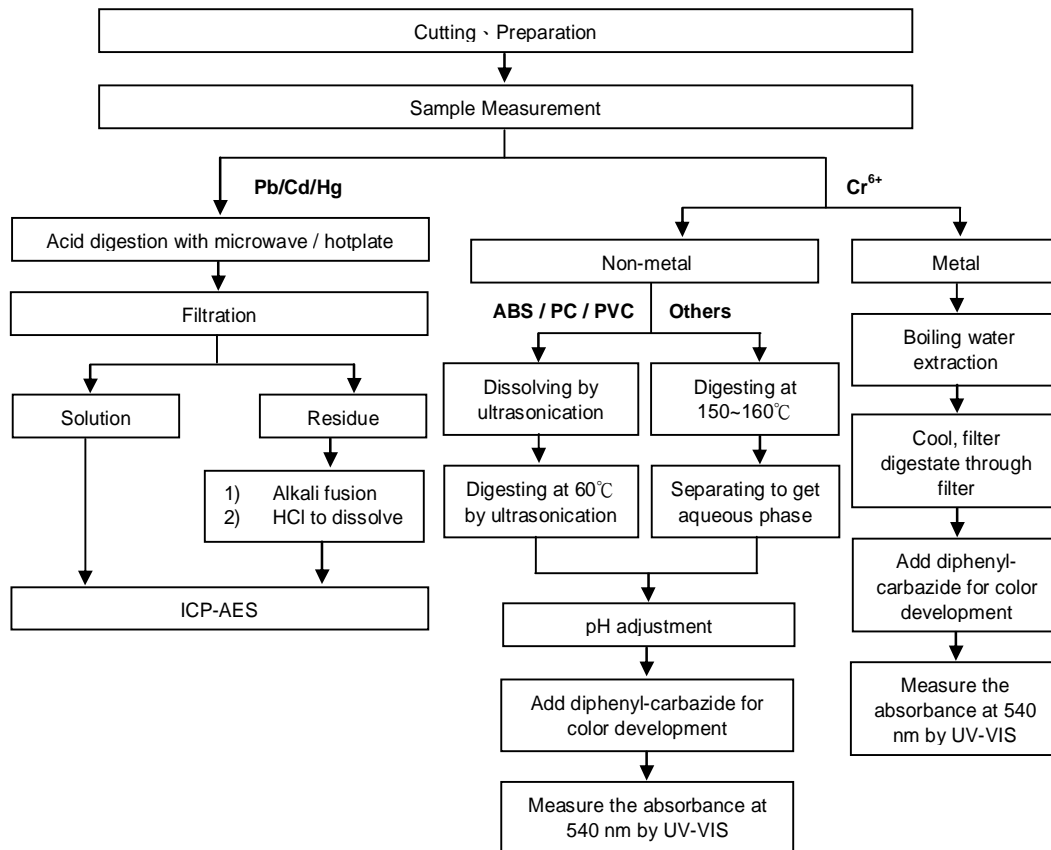 Cutting、Preparation
Sample Measurement
Pb/Cd/Hg
Acid digestion with microwave / hotplate
Filtration
Solution
Residue
1) Alkali fusion
2) HCl to dissolve
ICP-AES
Cr⁶⁺
Non-metal
ABS / PC / PVC
Others
Dissolving by
ultrasonication
Digesting at 60℃
by ultrasonication
Digesting at
150~160℃
Separating to get
aqueous phase
pH adjustment
Add diphenyl-carbazide for
color development
Measure the absorbance at
540 nm by UV-VIS
Metal
Boiling water
extraction
Cool, filter
digestate through
filter
Add diphenyl-
carbazide for color
development
Measure the
absorbance at 540
nm by UV-VIS